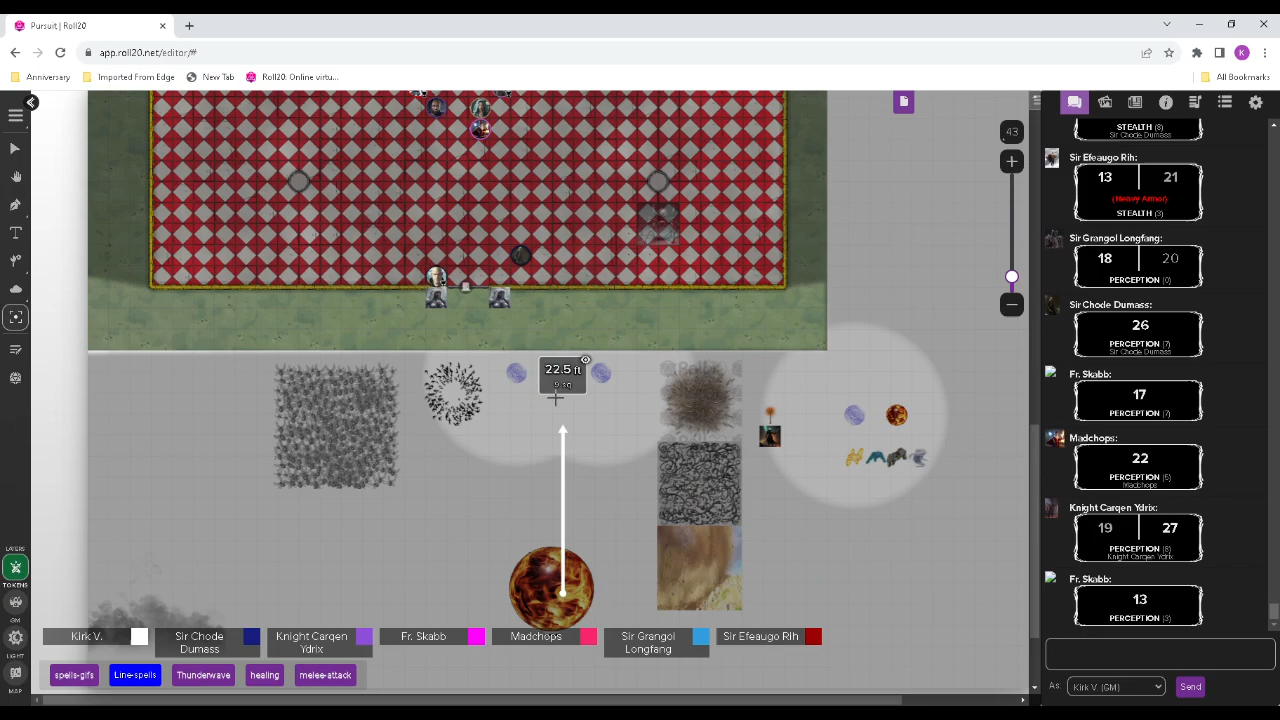 Pursuit | Roll20
app.roll20.net/editor/#
K
Anniversary
Imported From Edge
New Tab
Roll20: Online virtu...
All Bookmarks
.43
22.5 ft
9 sq
STEALTH (8)
Sir Chode Dumass
Sir Efeaugo Rih:
13 21
(Heavy Armor)
STEALTH (3)
Sir Grangol Longfang:
18 20
PERCEPTION (0)
Sir Chode Dumass:
26
PERCEPTION (7)
Sir Chode Dumass
Fr. Skabb:
17
PERCEPTION (7)
Madchops:
22
PERCEPTION (5)
Madchops
Knight Carqen Ydrix:
19 27
PERCEPTION (8)
Knight Carqen Ydrix
Fr. Skabb:
13
PERCEPTION (3)
As: Kirk V. (GM) Send
LAYERS
TOKENS
GM
LIGHT
MAP
Kirk V.
Sir Chode
Dumass
Knight Carqen
Ydrix
Fr. Skabb
Madchops
Sir Grangol
Longfang
Sir Efeaugo Rih
spells-gifs
Line-spells
Thunderwave
healing
melee-attack